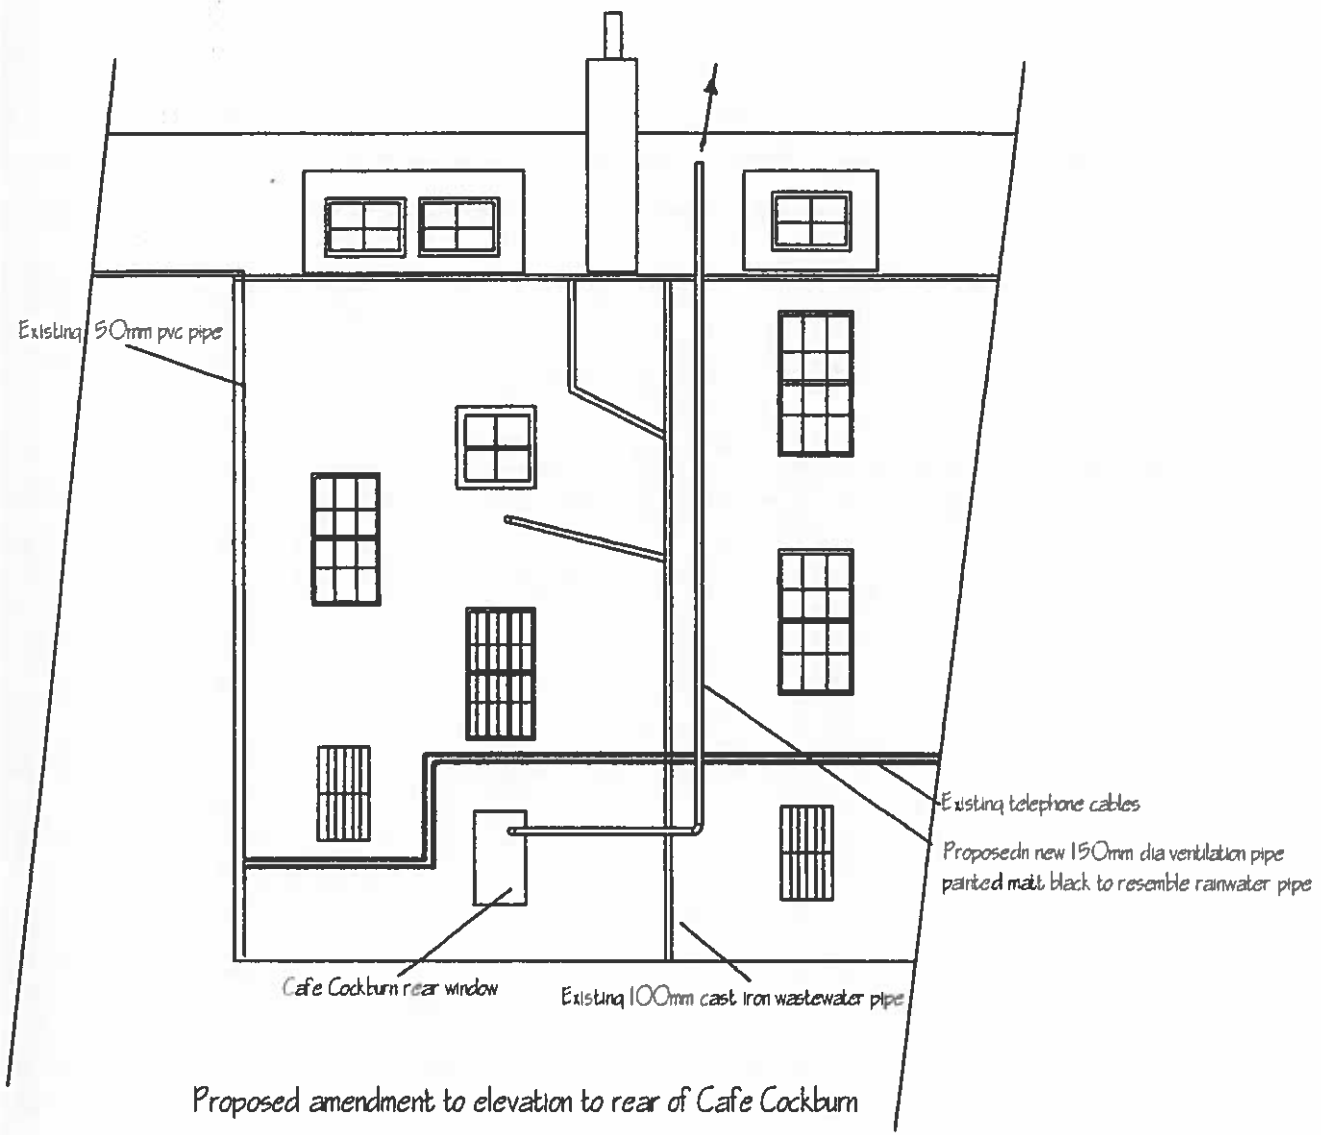 Existing 50mm pvc pipe
Existing telephone cables
Proposedn new 150mm dia ventilation pipe
painted matt black to resemble rainwater pipe
Cafe Cockburn rear window
Existing 100mm cast iron wastewater pipe
Proposed amendment to elevation to rear of Cafe Cockburn